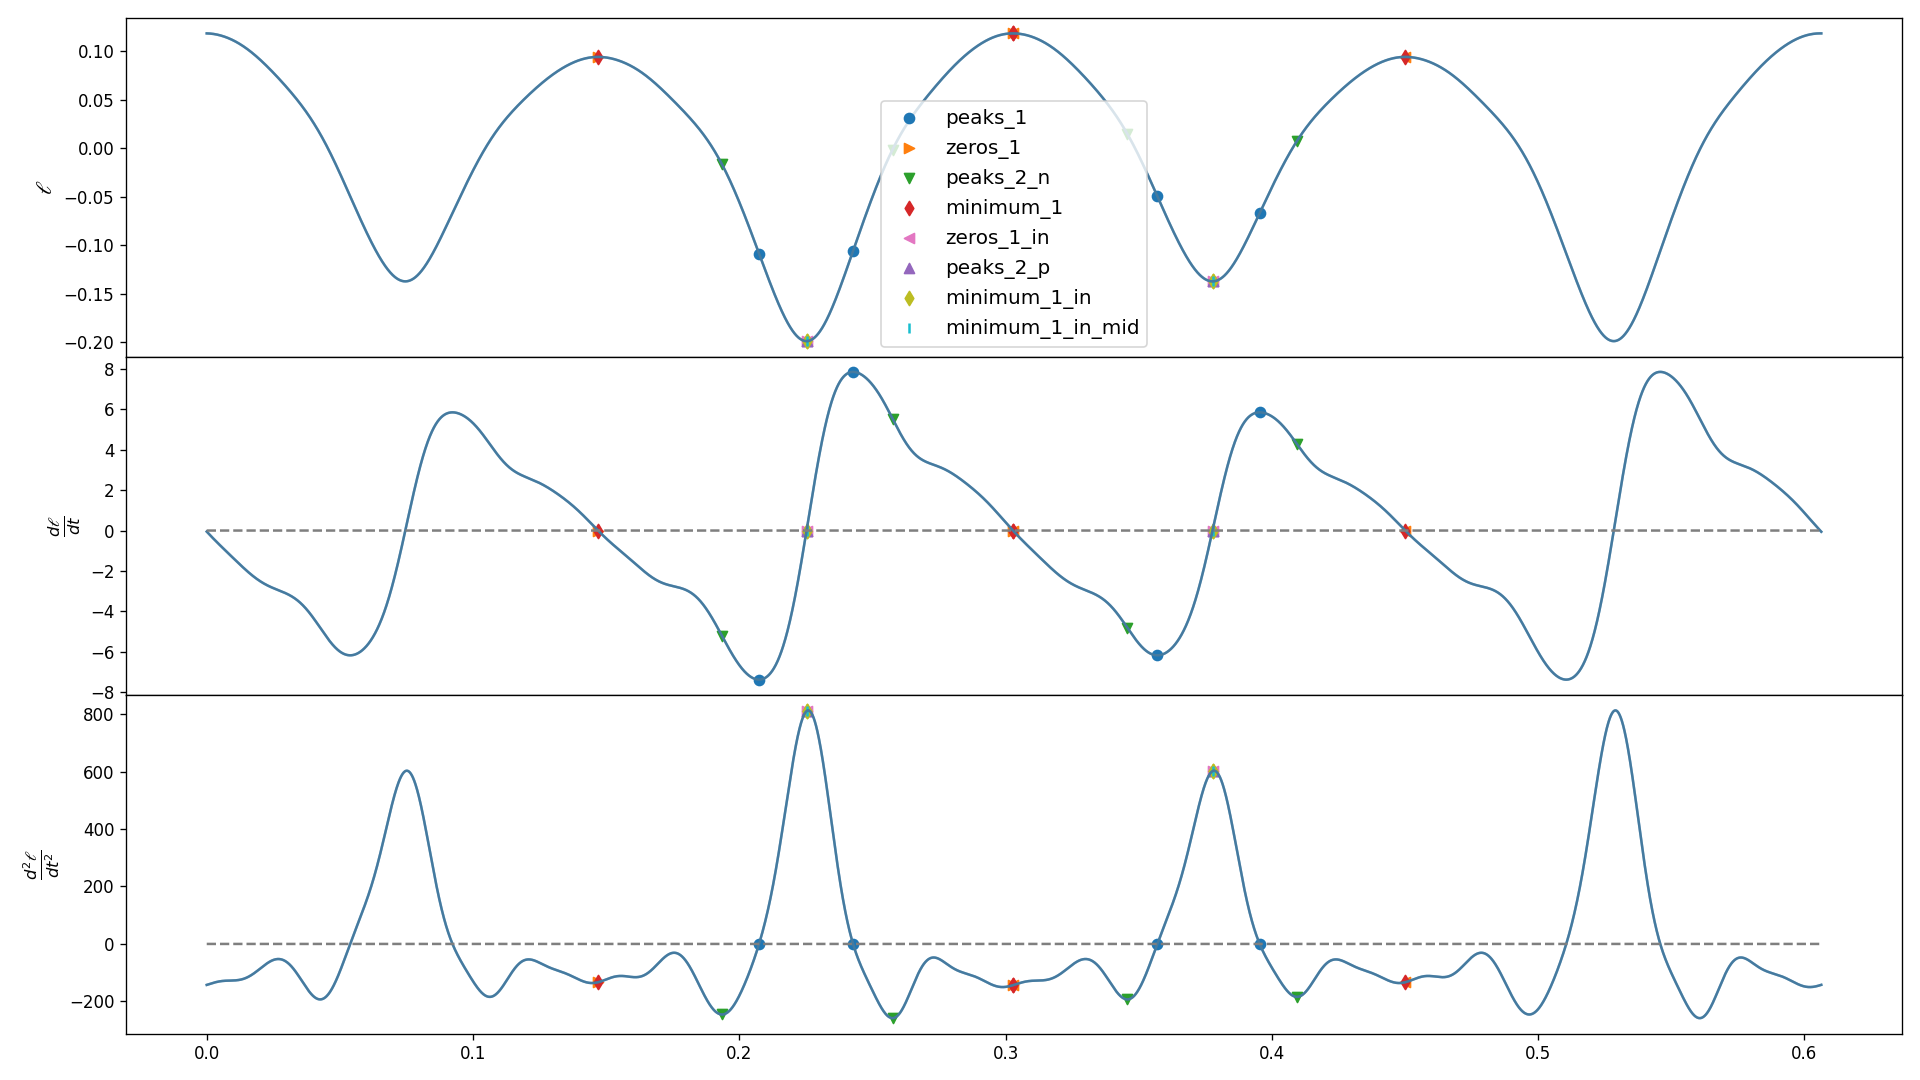 0.10
0.05
0.00
−0.05
−0.10
−0.15
−0.20
ℓ
peaks_1
zeros_1
peaks_2_n
minimum_1
zeros_1_in
peaks_2_p
minimum_1_in
minimum_1_in_mid
8
6
4
2
0
−2
−4
−6
−8
dℓ
dt
800
600
400
200
0
−200
d²ℓ
dt²
0.0 0.1 0.2 0.3 0.4 0.5 0.6